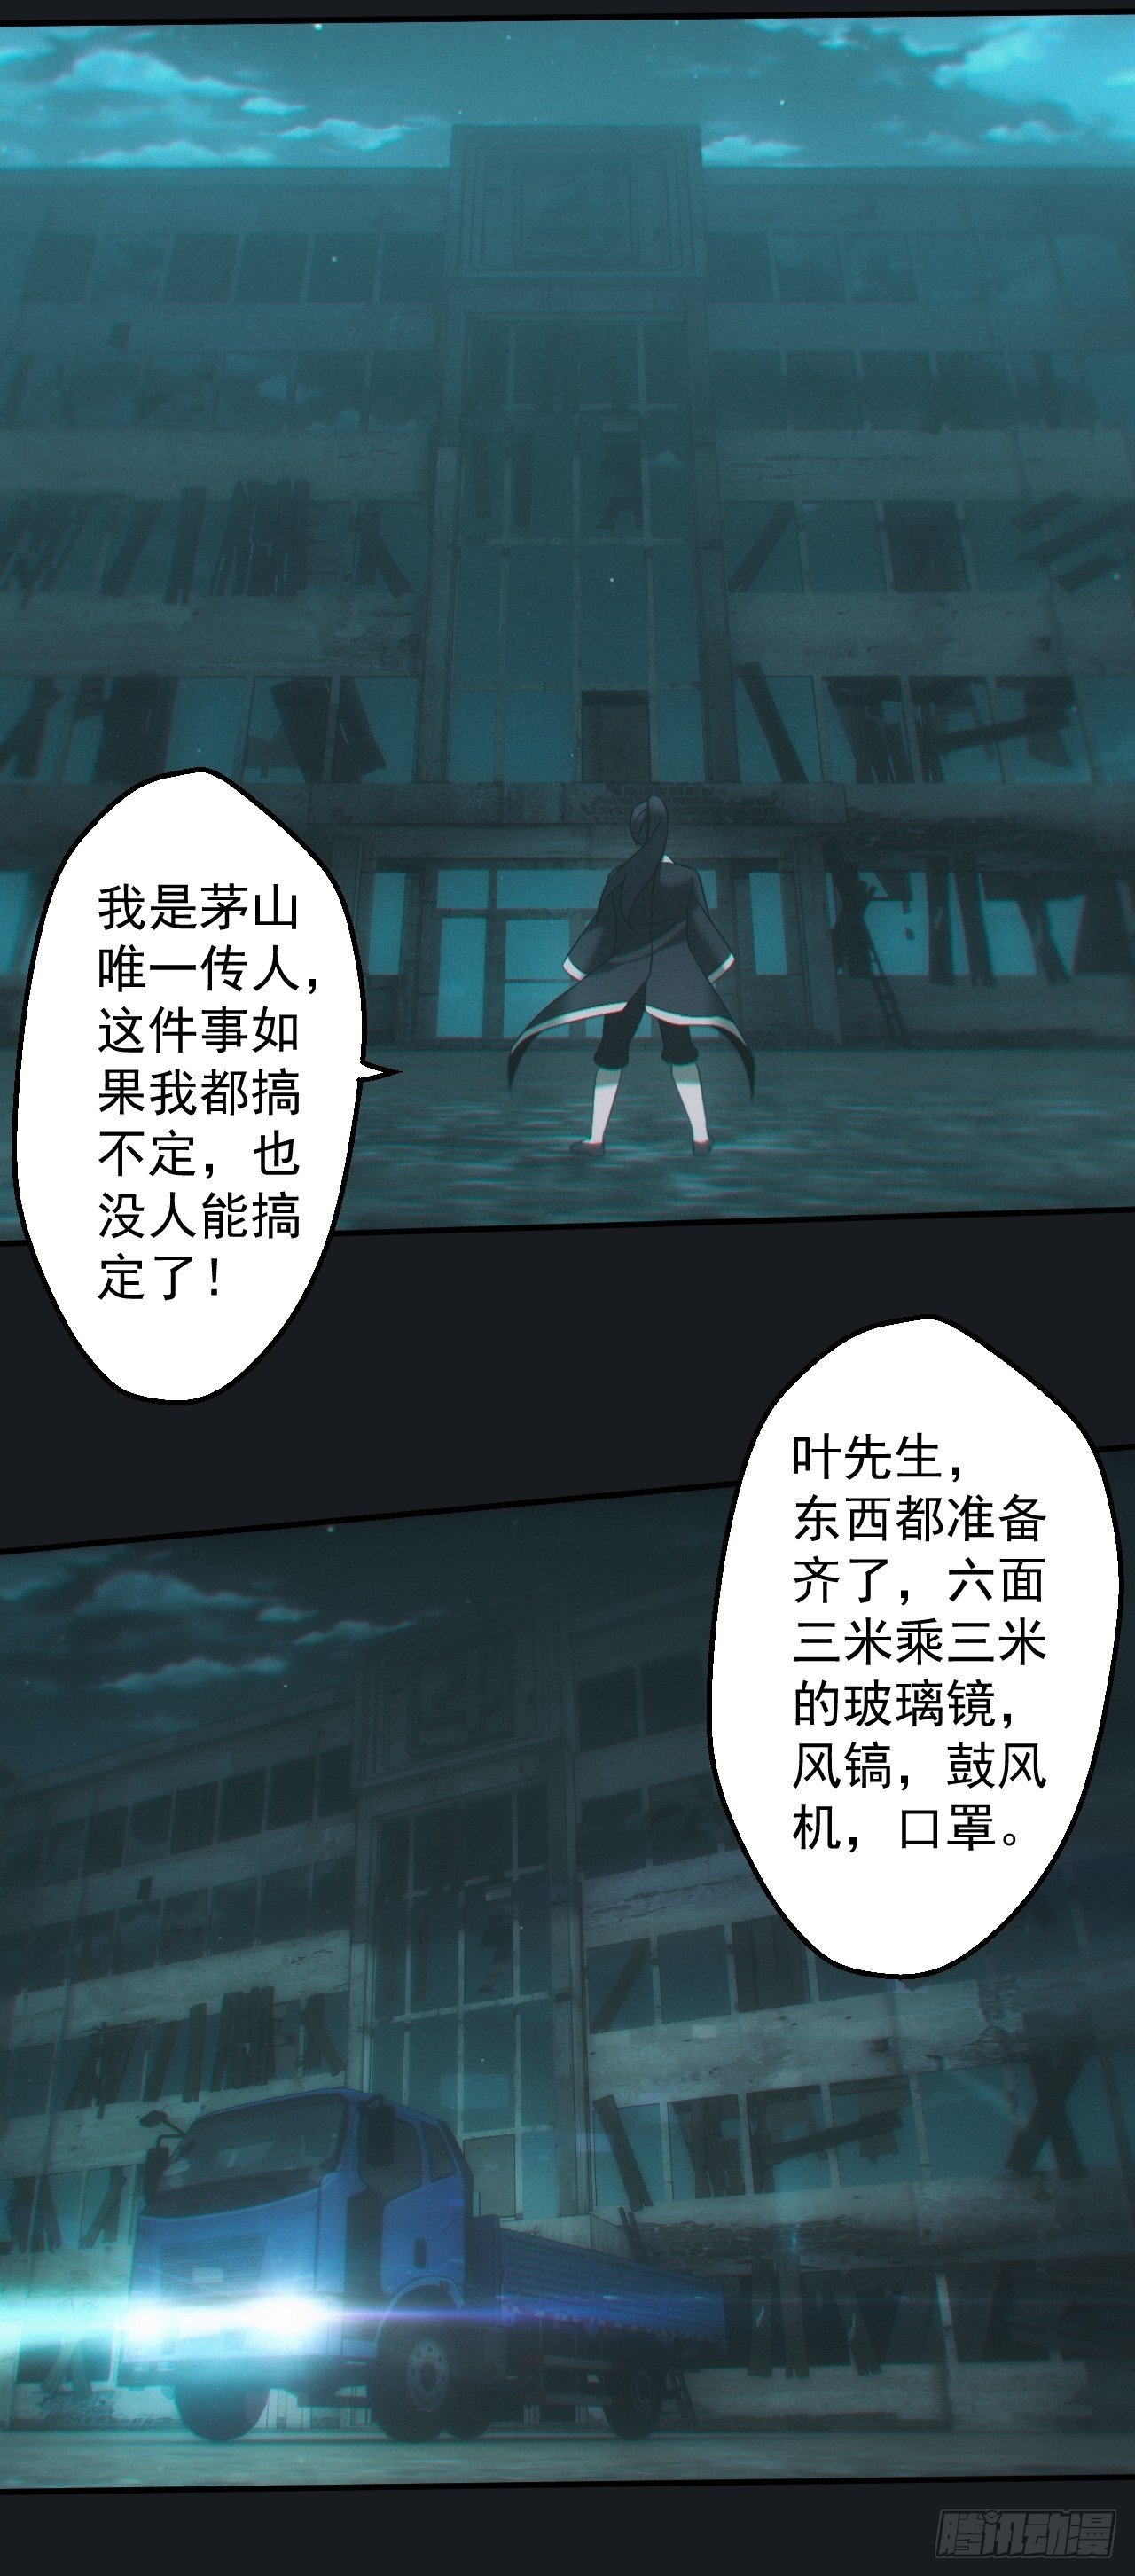 我是茅山
唯一传人，
这件事如
果我都搞
不定，也
没人能搞
定了！
叶先生，
东西都准备
齐了，六面
三米乘三米
的玻璃镜，
风镐，鼓风
机，口罩。
腾讯动漫